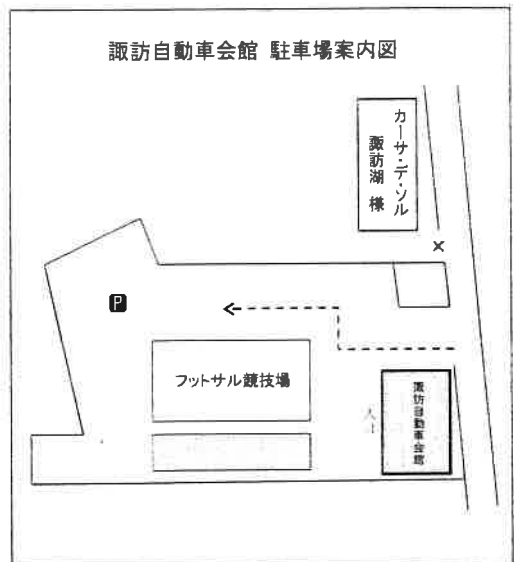 諏訪自動車会館 駐車場案内図
カーサ・デ・ソル
諏訪湖 様
×
P
フットサル競技場
諏訪自動車会館
入口